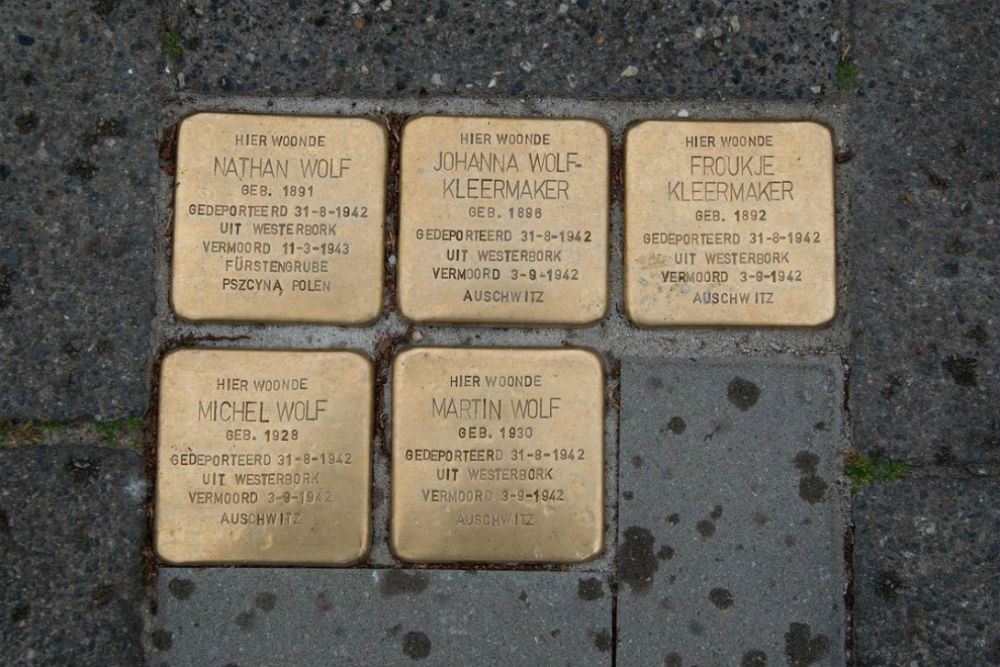 HIER WOONDE
NATHAN WOLF
GEB. 1891
GEDEPORTEERD 31-8-1942
UIT WESTERBORK
VERMOORD 11-3-1943
FÜRSTENGRUBE
PSZCYNA POLEN
HIER WOONDE
JOHANNA WOLF-
KLEERMAKER
GEB. 1896
GEDEPORTEERD 31-8-1942
UIT WESTERBORK
VERMOORD 3-9-1942
AUSCHWITZ
HIER WOONDE
FROUKJE
KLEERMAKER
GEB. 1892
GEDEPORTEERD 31-8-1942
UIT WESTERBORK
VERMOORD 3-9-1942
AUSCHWITZ
HIER WOONDE
MICHEL WOLF
GEB. 1928
GEDEPORTEERD 31-8-1942
UIT WESTERBORK
VERMOORD 3-9-1942
AUSCHWITZ
HIER WOONDE
MARTIN WOLF
GEB. 1930
GEDEPORTEERD 31-8-1942
UIT WESTERBORK
VERMOORD 3-9-1942
AUSCHWITZ